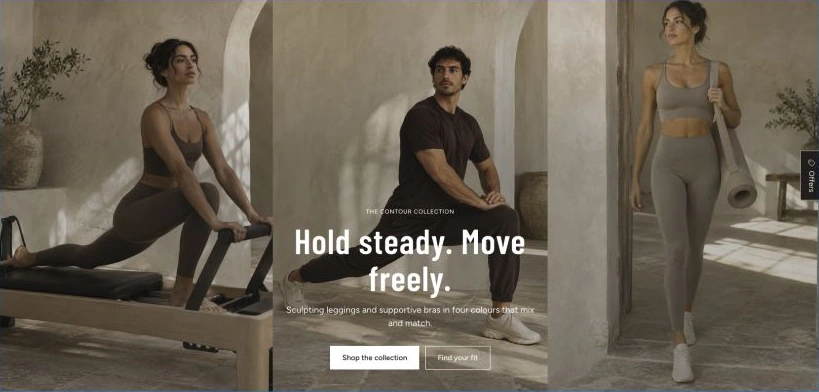 THE CONTOUR COLLECTION
Hold steady. Move
freely.
Sculpting leggings and supportive bras in four colours that mix
and match.
Shop the collection
Find your fit
Offers